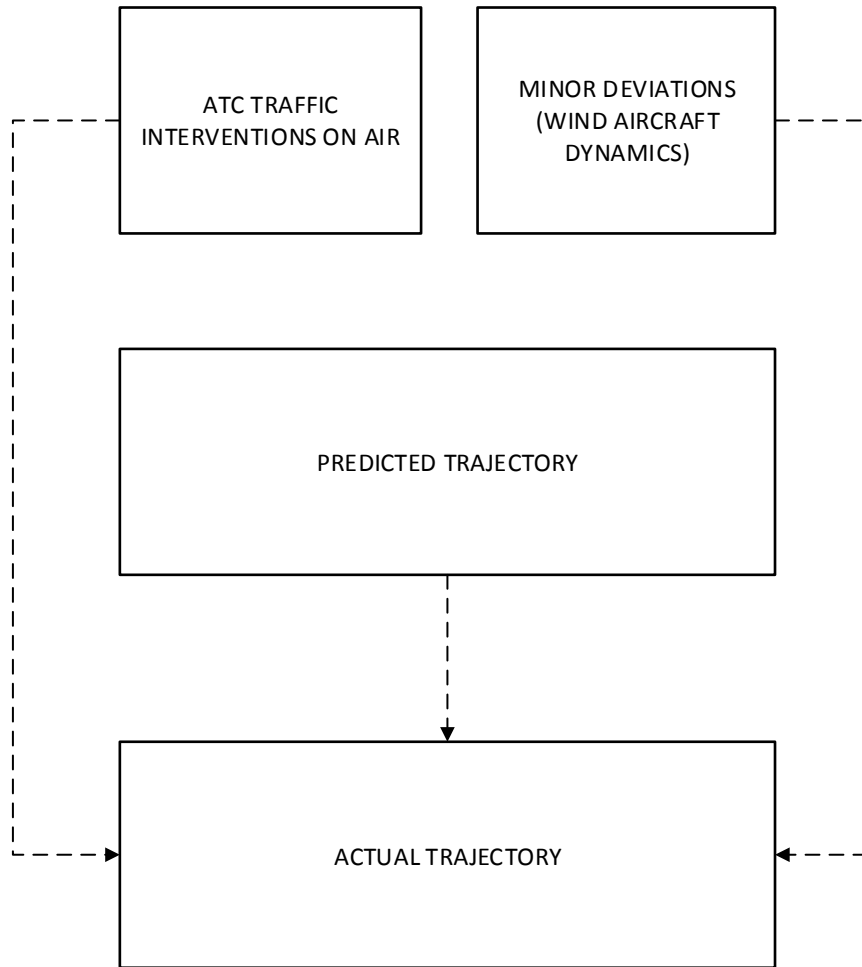 ATC TRAFFIC
INTERVENTIONS ON AIR
MINOR DEVIATIONS
(WIND AIRCRAFT
DYNAMICS)
PREDICTED TRAJECTORY
ACTUAL TRAJECTORY